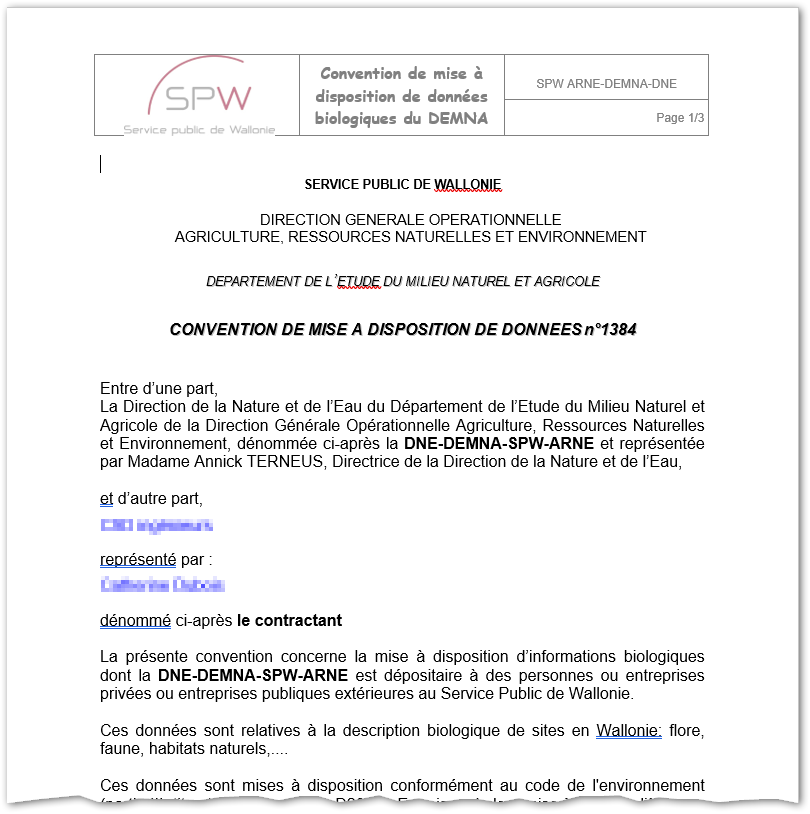 SPW
Service public de Wallonie
Convention de mise à
disposition de données
biologiques du DEMNA
SPW ARNE-DEMNA-DNE
Page 1/3
SERVICE PUBLIC DE WALLONIE
DIRECTION GENERALE OPERATIONNELLE
AGRICULTURE, RESSOURCES NATURELLES ET ENVIRONNEMENT
DEPARTEMENT DE L’ETUDE DU MILIEU NATUREL ET AGRICOLE
CONVENTION DE MISE A DISPOSITION DE DONNEES n°1384
Entre d’une part,
La Direction de la Nature et de l’Eau du Département de l’Etude du Milieu Naturel et
Agricole de la Direction Générale Opérationnelle Agriculture, Ressources Naturelles
et Environnement, dénommée ci-après la DNE-DEMNA-SPW-ARNE et représentée
par Madame Annick TERNEUS, Directrice de la Direction de la Nature et de l’Eau,
et d’autre part,
représenté par :
dénommé ci-après le contractant
La présente convention concerne la mise à disposition d’informations biologiques
dont la DNE-DEMNA-SPW-ARNE est dépositaire à des personnes ou entreprises
privées ou entreprises publiques extérieures au Service Public de Wallonie.
Ces données sont relatives à la description biologique de sites en Wallonie: flore,
faune, habitats naturels,....
Ces données sont mises à disposition conformément au code de l'environnement